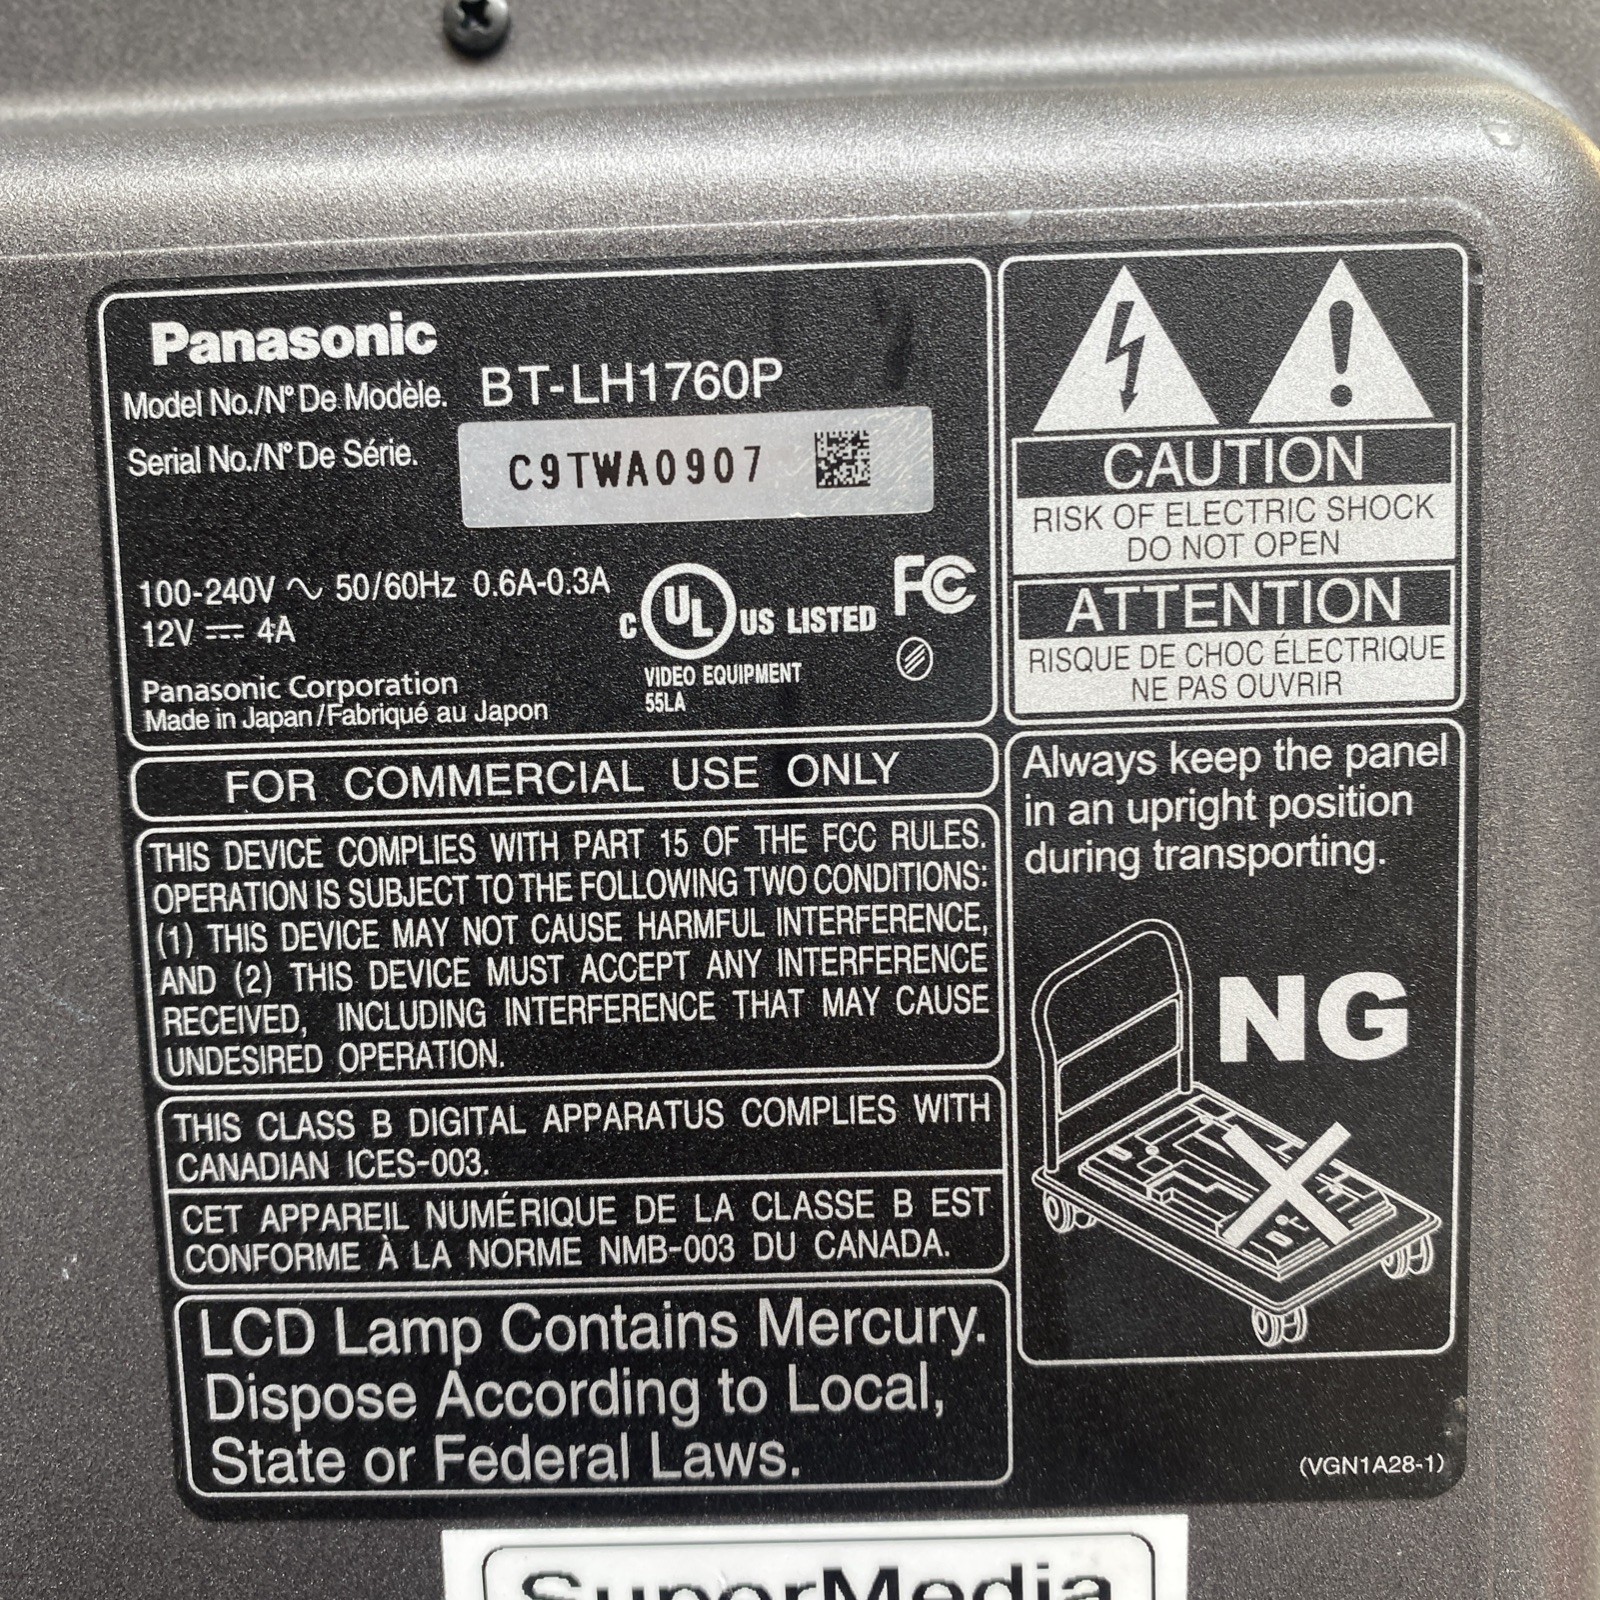 Panasonic
Model No./N° De Modèle. BT-LH1760P
Serial No./N° De Série. C9TWA0907
100-240V ∿ 50/60Hz 0.6A-0.3A
12V ⎓ 4A
C UL US LISTED FC
VIDEO EQUIPMENT
55LA
Panasonic Corporation
Made in Japan/Fabriqué au Japon
FOR COMMERCIAL USE ONLY
THIS DEVICE COMPLIES WITH PART 15 OF THE FCC RULES.
OPERATION IS SUBJECT TO THE FOLLOWING TWO CONDITIONS:
(1) THIS DEVICE MAY NOT CAUSE HARMFUL INTERFERENCE,
AND (2) THIS DEVICE MUST ACCEPT ANY INTERFERENCE
RECEIVED, INCLUDING INTERFERENCE THAT MAY CAUSE
UNDESIRED OPERATION.
THIS CLASS B DIGITAL APPARATUS COMPLIES WITH
CANADIAN ICES-003.
CET APPAREIL NUMÉRIQUE DE LA CLASSE B EST
CONFORME À LA NORME NMB-003 DU CANADA.
LCD Lamp Contains Mercury.
Dispose According to Local,
State or Federal Laws.
CAUTION
RISK OF ELECTRIC SHOCK
DO NOT OPEN
ATTENTION
RISQUE DE CHOC ÉLECTRIQUE
NE PAS OUVRIR
Always keep the panel
in an upright position
during transporting.
NG
(VGN1A28-1)
SuperMedia